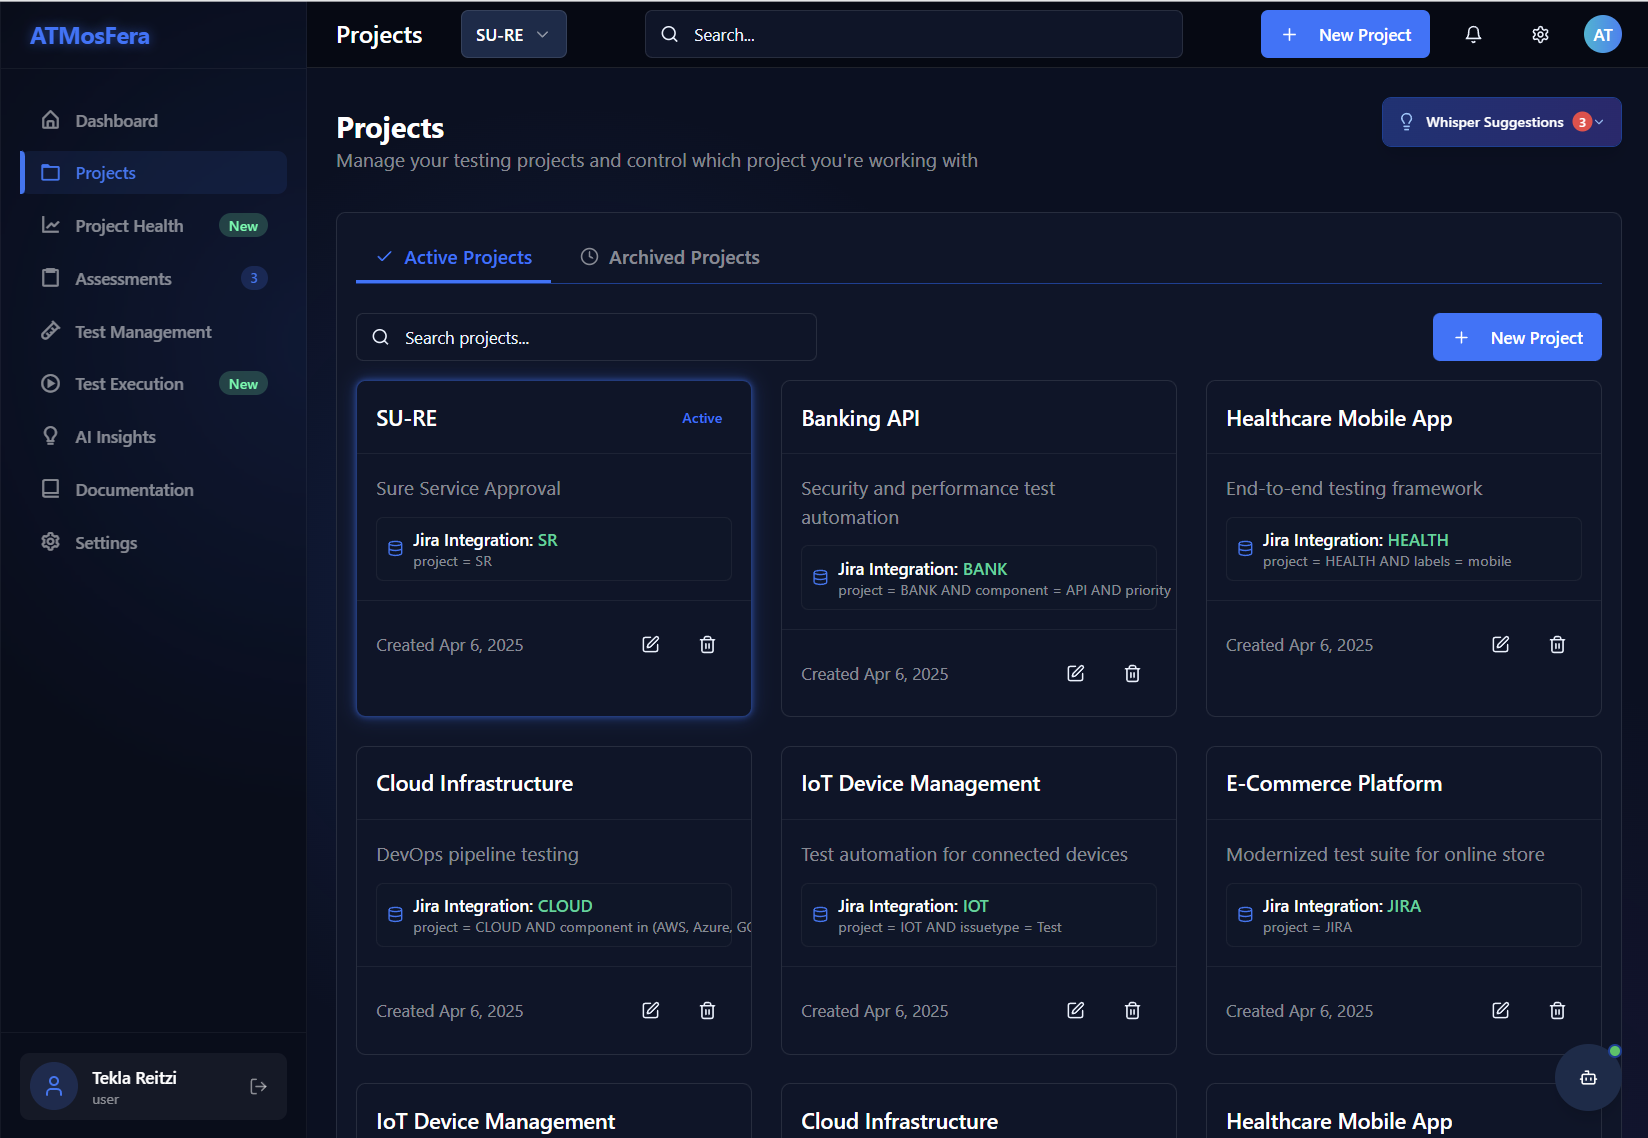 ATMosFera
Projects
SU-RE
Search...
New Project
AT
Dashboard
Projects
Project Health
New
Assessments
3
Test Management
Test Execution
New
AI Insights
Documentation
Settings
Tekla Reitzi
user
Projects
Manage your testing projects and control which project you're working with
Whisper Suggestions
3
Active Projects
Archived Projects
Search projects...
New Project
SU-RE
Active
Sure Service Approval
Jira Integration: SR
project = SR
Created Apr 6, 2025
Banking API
Security and performance test
automation
Jira Integration: BANK
project = BANK AND component = API AND priority
Created Apr 6, 2025
Healthcare Mobile App
End-to-end testing framework
Jira Integration: HEALTH
project = HEALTH AND labels = mobile
Created Apr 6, 2025
Cloud Infrastructure
DevOps pipeline testing
Jira Integration: CLOUD
project = CLOUD AND component in (AWS, Azure,
Created Apr 6, 2025
IoT Device Management
Test automation for connected devices
Jira Integration: IOT
project = IOT AND issuetype = Test
Created Apr 6, 2025
E-Commerce Platform
Modernized test suite for online store
Jira Integration: JIRA
project = JIRA
Created Apr 6, 2025
IoT Device Management
Cloud Infrastructure
Healthcare Mobile App